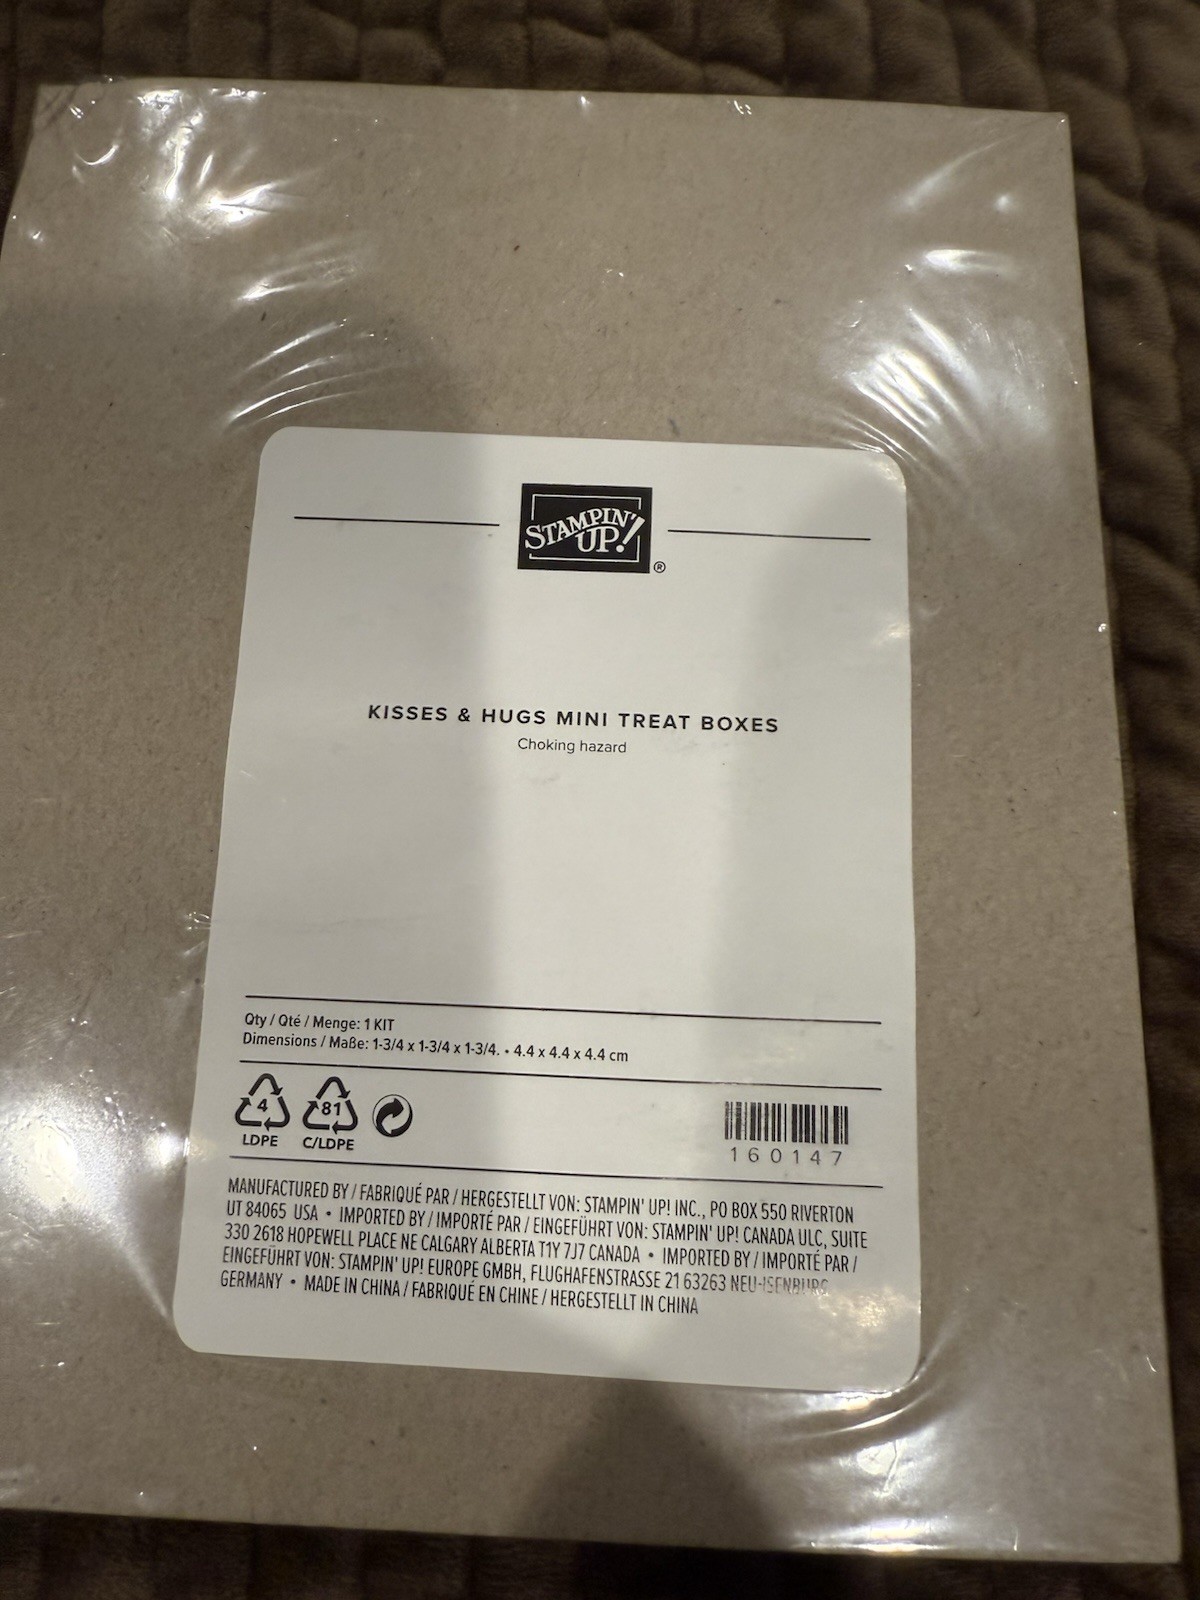 STAMPIN' UP!®
KISSES & HUGS MINI TREAT BOXES
Choking hazard
Qty / Qté / Menge: 1 KIT
Dimensions / Maße: 1-3/4 x 1-3/4 x 1-3/4. • 4.4 x 4.4 x 4.4 cm
4 81
LDPE C/LDPE
160147
MANUFACTURED BY / FABRIQUÉ PAR / HERGESTELLT VON: STAMPIN' UP! INC., PO BOX 550 RIVERTON
UT 84065 USA • IMPORTED BY / IMPORTÉ PAR / EINGEFÜHRT VON: STAMPIN' UP! CANADA ULC, SUITE
330 2618 HOPEWELL PLACE NE CALGARY ALBERTA T1Y 7J7 CANADA • IMPORTED BY / IMPORTÉ PAR /
EINGEFÜHRT VON: STAMPIN' UP! EUROPE GMBH, FLUGHAFENSTRASSE 21 63263 NEU-ISENBURG
GERMANY • MADE IN CHINA / FABRIQUÉ EN CHINE / HERGESTELLT IN CHINA